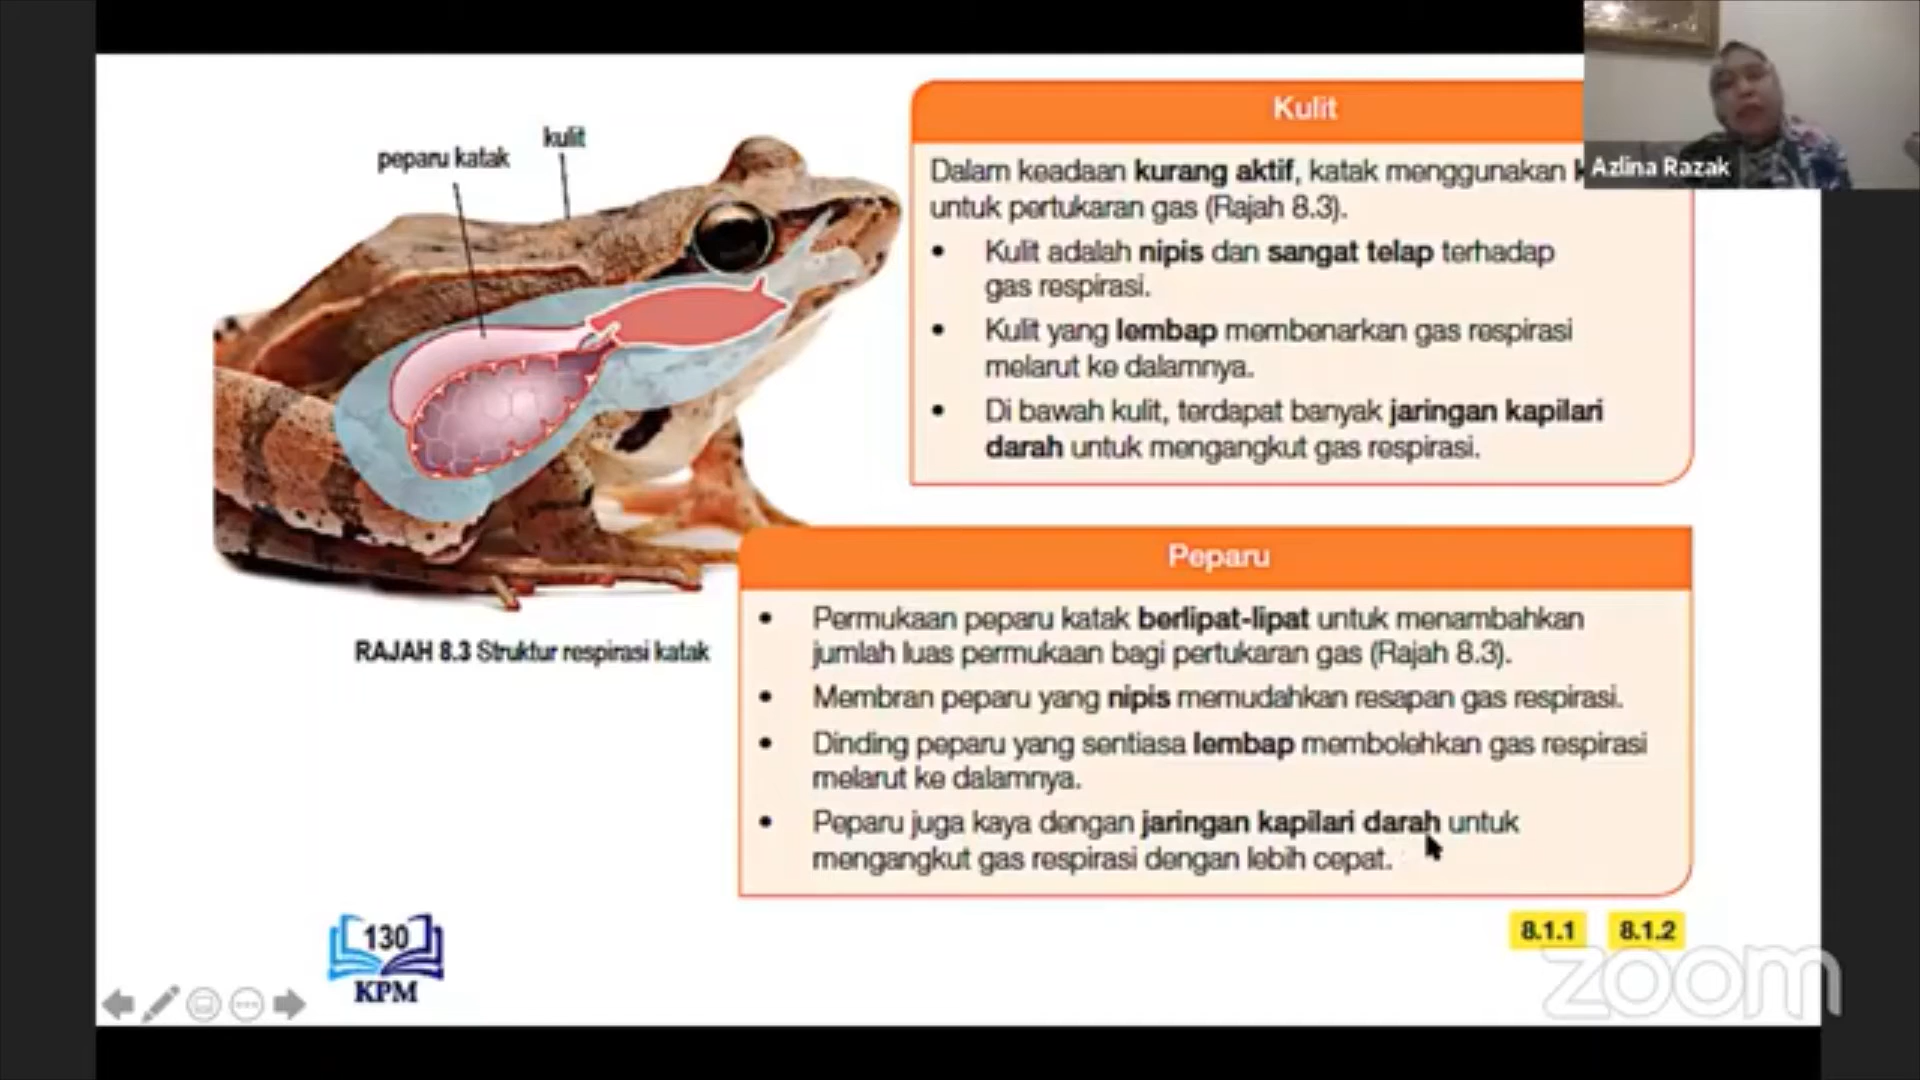 kulit
peparu katak
RAJAH 8.3 Struktur respirasi katak
Kulit
Dalam keadaan kurang aktif, katak menggunakan
untuk pertukaran gas (Rajah 8.3).
• Kulit adalah nipis dan sangat telap terhadap
gas respirasi.
• Kulit yang lembap membenarkan gas respirasi
melarut ke dalamnya.
• Di bawah kulit, terdapat banyak jaringan kapilari
darah untuk mengangkut gas respirasi.
Peparu
• Permukaan peparu katak berlipat-lipat untuk menambahkan
jumlah luas permukaan bagi pertukaran gas (Rajah 8.3).
• Membran peparu yang nipis memudahkan resapan gas respirasi.
• Dinding peparu yang sentiasa lembap membolehkan gas respirasi
melarut ke dalamnya.
• Peparu juga kaya dengan jaringan kapilari darah untuk
mengangkut gas respirasi dengan lebih cepat.
8.1.1 8.1.2
130
KPM
Azlina Razak
zoom